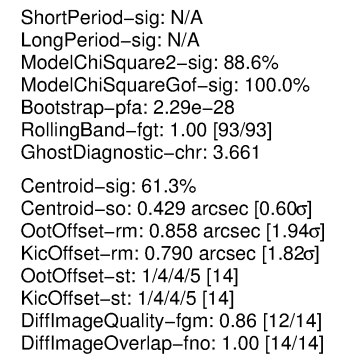 ShortPeriod−sig: N/A
LongPeriod−sig: N/A
ModelChiSquare2−sig: 88.6%
ModelChiSquareGof−sig: 100.0%
Bootstrap−pfa: 2.29e−28
RollingBand−fgt: 1.00 [93/93]
GhostDiagnostic−chr: 3.661
Centroid−sig: 61.3%
Centroid−so: 0.429 arcsec [0.60σ]
OotOffset−rm: 0.858 arcsec [1.94σ]
KicOffset−rm: 0.790 arcsec [1.82σ]
OotOffset−st: 1/4/4/5 [14]
KicOffset−st: 1/4/4/5 [14]
DiffImageQuality−fgm: 0.86 [12/14]
DiffImageOverlap−fno: 1.00 [14/14]